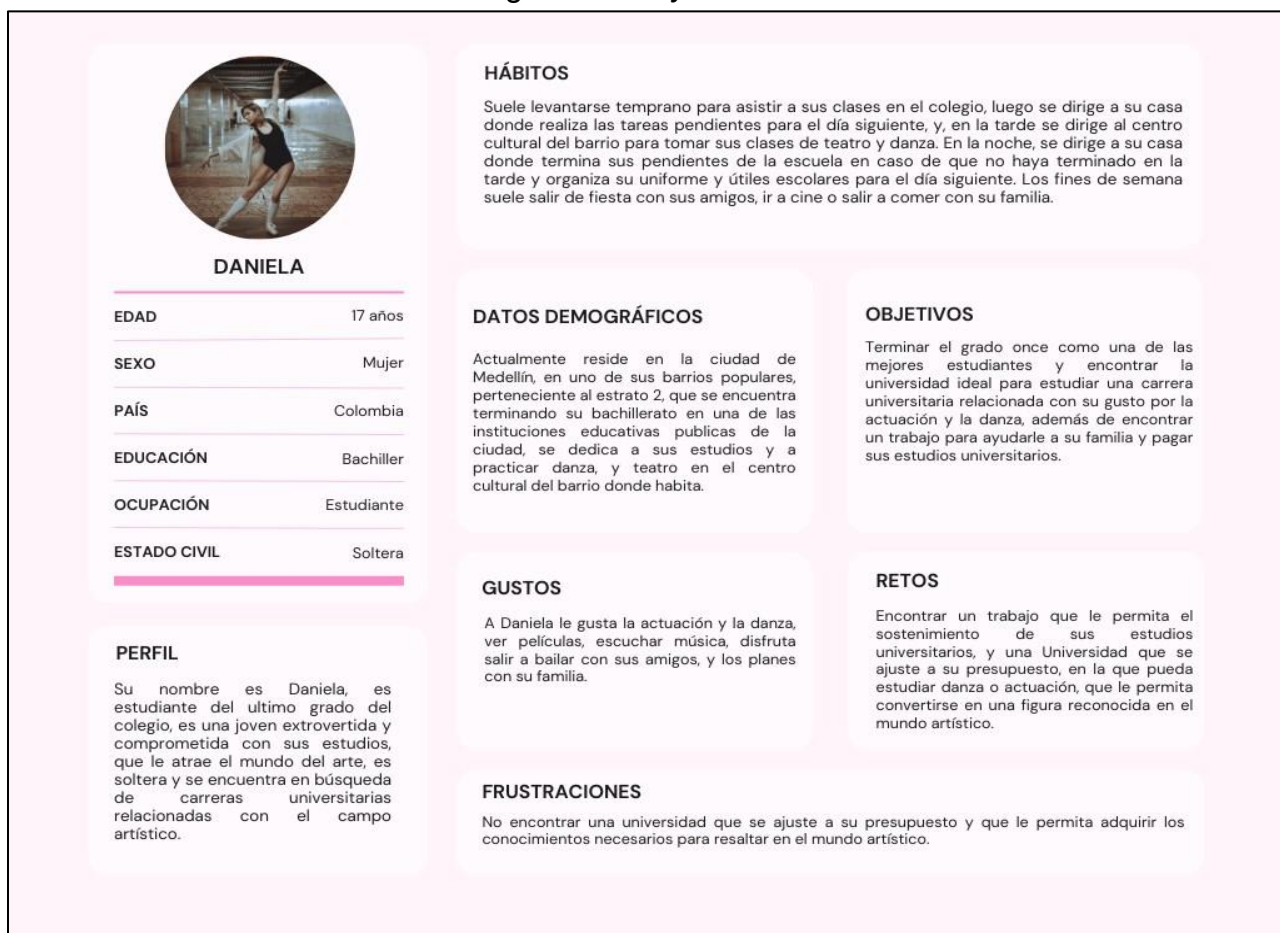 DANIELA
EDAD 17 años
SEXO Mujer
PAÍS Colombia
EDUCACIÓN Bachiller
OCUPACIÓN Estudiante
ESTADO CIVIL Soltera
PERFIL
Su nombre es Daniela, es
estudiante del ultimo grado del
colegio, es una joven extrovertida y
comprometida con sus estudios,
que le atrae el mundo del arte, es
soltera y se encuentra en búsqueda
de carreras universitarias
relacionadas con el campo
artístico.
HÁBITOS
Suele levantarse temprano para asistir a sus clases en el colegio, luego se dirige a su casa
donde realiza las tareas pendientes para el día siguiente, y, en la tarde se dirige al centro
cultural del barrio para tomar sus clases de teatro y danza. En la noche, se dirige a su casa
donde termina sus pendientes de la escuela en caso de que no haya terminado en la
tarde y organiza su uniforme y útiles escolares para el día siguiente. Los fines de semana
suele salir de fiesta con sus amigos, ir a cine o salir a comer con su familia.
DATOS DEMOGRÁFICOS
Actualmente reside en la ciudad de
Medellín, en uno de sus barrios populares,
perteneciente al estrato 2, que se encuentra
terminando su bachillerato en una de las
instituciones educativas publicas de la
ciudad, se dedica a sus estudios y a
practicar danza, y teatro en el centro
cultural del barrio donde habita.
OBJETIVOS
Terminar el grado once como una de las
mejores estudiantes y encontrar la
universidad ideal para estudiar una carrera
universitaria relacionada con su gusto por la
actuación y la danza, además de encontrar
un trabajo para ayudarle a su familia y pagar
sus estudios universitarios.
GUSTOS
A Daniela le gusta la actuación y la danza,
ver películas, escuchar música, disfruta
salir a bailar con sus amigos, y los planes
con su familia.
RETOS
Encontrar un trabajo que le permita el
sostenimiento de sus estudios
universitarios, y una Universidad que se
ajuste a su presupuesto, en la que pueda
estudiar danza o actuación, que le permita
convertirse en una figura reconocida en el
mundo artístico.
FRUSTRACIONES
No encontrar una universidad que se ajuste a su presupuesto y que le permita adquirir los
conocimientos necesarios para resaltar en el mundo artístico.